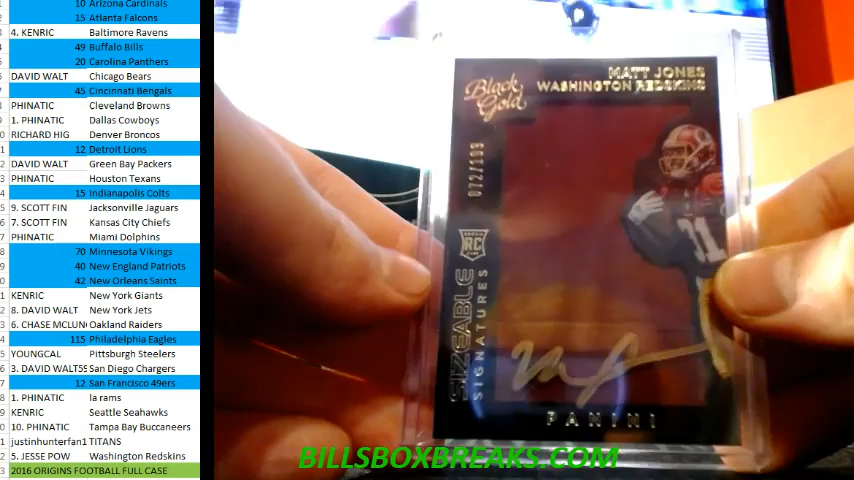 10 Arizona Cardinals
15 Atlanta Falcons
4. KENRIC Baltimore Ravens
49 Buffalo Bills
20 Carolina Panthers
DAVID WALT Chicago Bears
45 Cincinnati Bengals
PHINATIC Cleveland Browns
1. PHINATIC Dallas Cowboys
RICHARD HIG Denver Broncos
12 Detroit Lions
DAVID WALT Green Bay Packers
PHINATIC Houston Texans
15 Indianapolis Colts
9. SCOTT FIN Jacksonville Jaguars
7. SCOTT FIN Kansas City Chiefs
PHINATIC Miami Dolphins
70 Minnesota Vikings
40 New England Patriots
42 New Orleans Saints
KENRIC New York Giants
8. DAVID WALT New York Jets
6. CHASE MCLUN Oakland Raiders
115 Philadelphia Eagles
YOUNGCAL Pittsburgh Steelers
3. DAVID WALT55 San Diego Chargers
12 San Francisco 49ers
1. PHINATIC la rams
KENRIC Seattle Seahawks
10. PHINATIC Tampa Bay Buccaneers
justinhunterfan1 TITANS
5. JESSE POW Washington Redskins
2016 ORIGINS FOOTBALL FULL CASE
Black Gold
MATT JONES
WASHINGTON REDSKINS
072/199
RC
31
SIZEABLE
SIGNATURES
PANINI
BILLSBOXBREAKS.COM